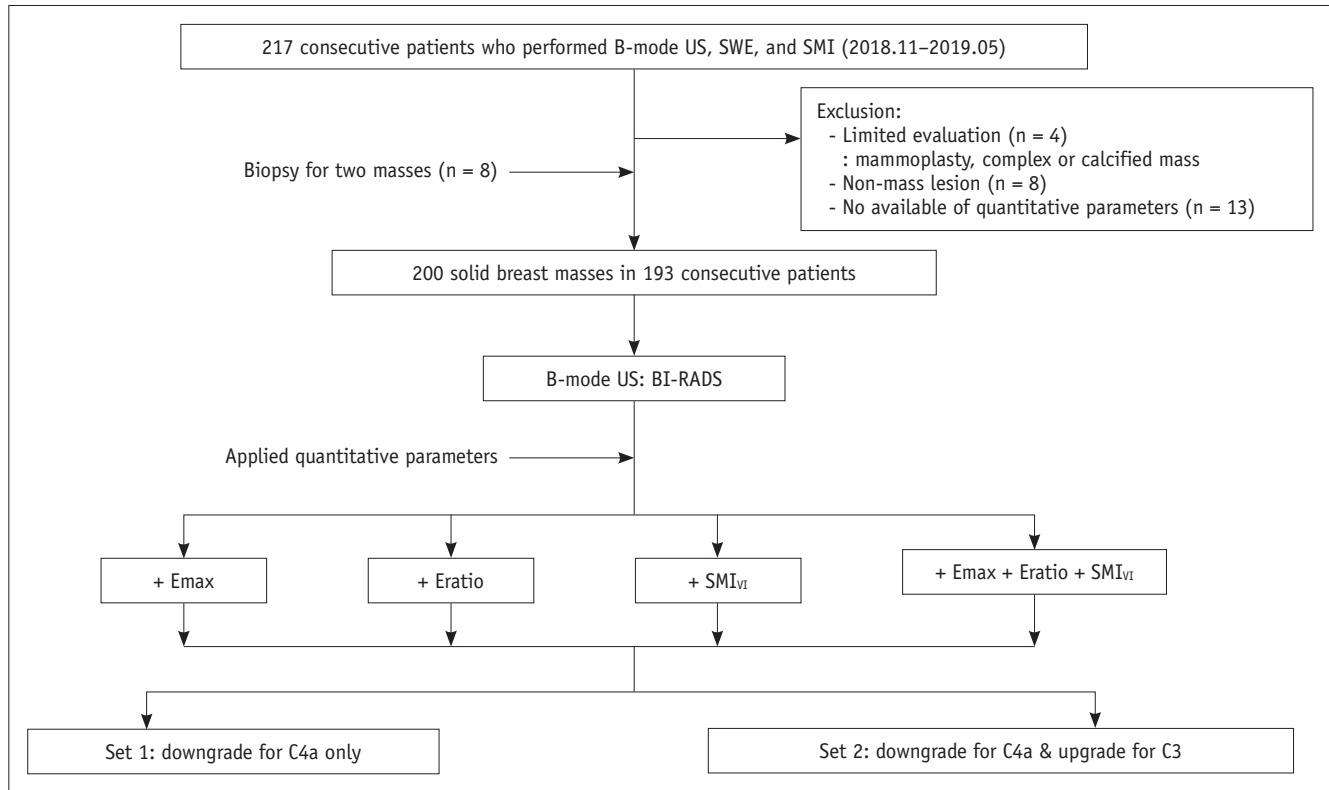 217 consecutive patients who performed B-mode US, SWE, and SMI (2018.11–2019.05)
Exclusion:
- Limited evaluation (n = 4)
: mammoplasty, complex or calcified mass
- Non-mass lesion (n = 8)
- No available of quantitative parameters (n = 13)
Biopsy for two masses (n = 8)
200 solid breast masses in 193 consecutive patients
B-mode US: BI-RADS
Applied quantitative parameters
+ Emax
+ Eratio
+ SMIVI
+ Emax + Eratio + SMIVI
Set 1: downgrade for C4a only
Set 2: downgrade for C4a & upgrade for C3